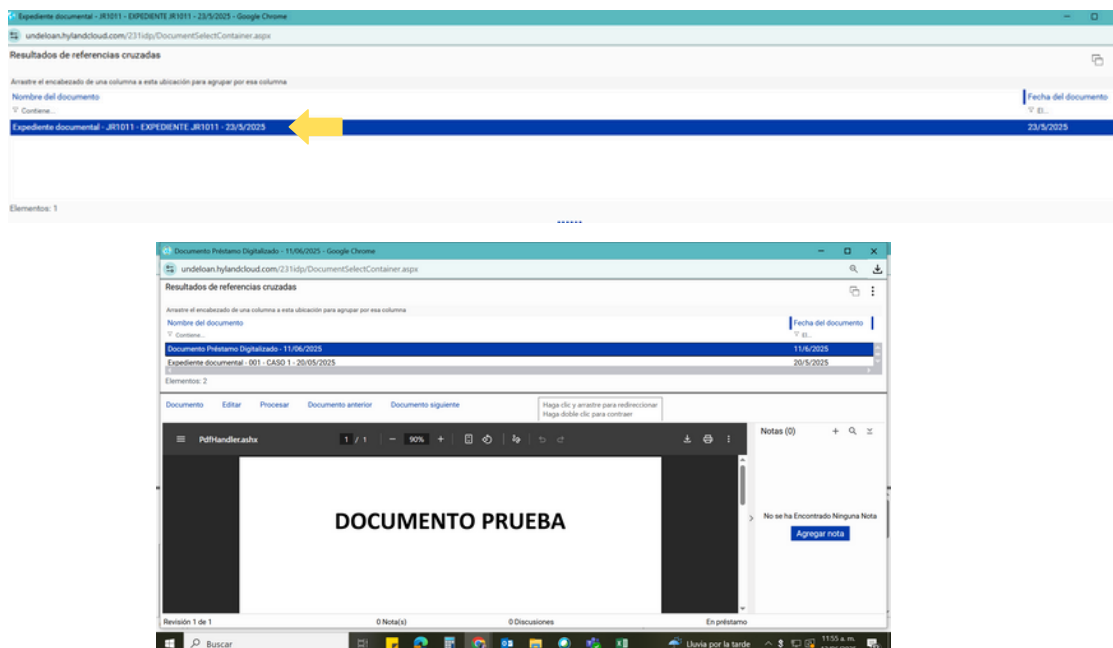 Expediente documental - JR1011 - EXPEDIENTE JR1011 - 23/5/2025 - Google Chrome
undeloan.hylandcloud.com/231idp/DocumentSelectContainer.aspx
Resultados de referencias cruzadas
Arrastre el encabezado de una columna a esta ubicación para agrupar por esa columna
Nombre del documento Fecha del documento
Contiene... El...
Expediente documental - JR1011 - EXPEDIENTE JR1011 - 23/5/2025 23/5/2025
Elementos: 1
Documento Préstamo Digitalizado - 11/06/2025 - Google Chrome
undeloan.hylandcloud.com/231idp/DocumentSelectContainer.aspx
Resultados de referencias cruzadas
Arrastre el encabezado de una columna a esta ubicación para agrupar por esa columna
Nombre del documento Fecha del documento
Contiene... El...
Documento Préstamo Digitalizado - 11/06/2025 11/6/2025
Expediente documental - 001 - CASO 1 - 20/05/2025 20/5/2025
Elementos: 2
Documento Editar Procesar Documento anterior Documento siguiente
Haga clic y arrastre para redireccionar
Haga doble clic para contraer
PdfHandler.ashx 1 / 1 90%
Notas (0)
DOCUMENTO PRUEBA
No se ha Encontrado Ninguna Nota
Agregar nota
Revisión 1 de 1 0 Nota(s) 0 Discusiones En préstamo
Buscar Lluvia por la tarde 11:55 a. m.